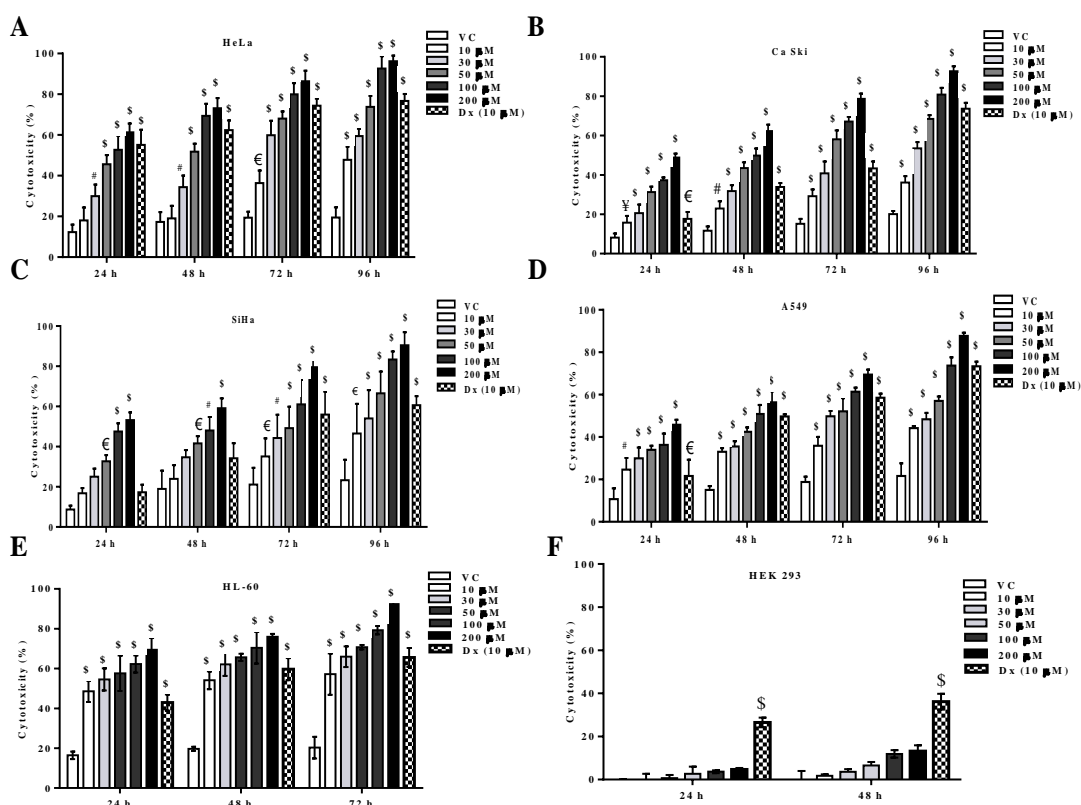 A
HeLa
Cytotoxicity (%)
100
80
60
40
20
0
24 h 48 h 72 h 96 h
# $ $ $ $
# $ $ $ $
€ $ $ $ $ $
$ $ $ $ $ $
VC
10 µM
30 µM
50 µM
100 µM
200 µM
Dx (10 µM)
B
Ca Ski
Cytotoxicity (%)
100
80
60
40
20
0
24 h 48 h 72 h 96 h
¥ $ $ $ $ €
# $ $ $ $ $
$ $ $ $ $ $
$ $ $ $ $ $
VC
10 µM
30 µM
50 µM
100 µM
200 µM
Dx (10 µM)
C
SiHa
Cytotoxicity (%)
100
80
60
40
20
0
24 h 48 h 72 h 96 h
€ $ $
€ # $
€ # $ $ $ $
€ $ $ $ $ $
VC
10 µM
30 µM
50 µM
100 µM
200 µM
Dx (10 µM)
D
A549
Cytotoxicity (%)
100
80
60
40
20
0
24 h 48 h 72 h 96 h
# $ $ $ $ €
$ $ $ $ $ $
$ $ $ $ $ $
$ $ $ $ $ $
VC
10 µM
30 µM
50 µM
100 µM
200 µM
Dx (10 µM)
E
HL-60
Cytotoxicity (%)
100
80
60
40
20
0
24 h 48 h 72 h
$ $ $ $ $ $
$ $ $ $ $ $
$ $ $ $ $ $
VC
10 µM
30 µM
50 µM
100 µM
200 µM
Dx (10 µM)
F
HEK 293
Cytotoxicity (%)
100
80
60
40
20
0
24 h 48 h
$
$
VC
10 µM
30 µM
50 µM
100 µM
200 µM
Dx (10 µM)